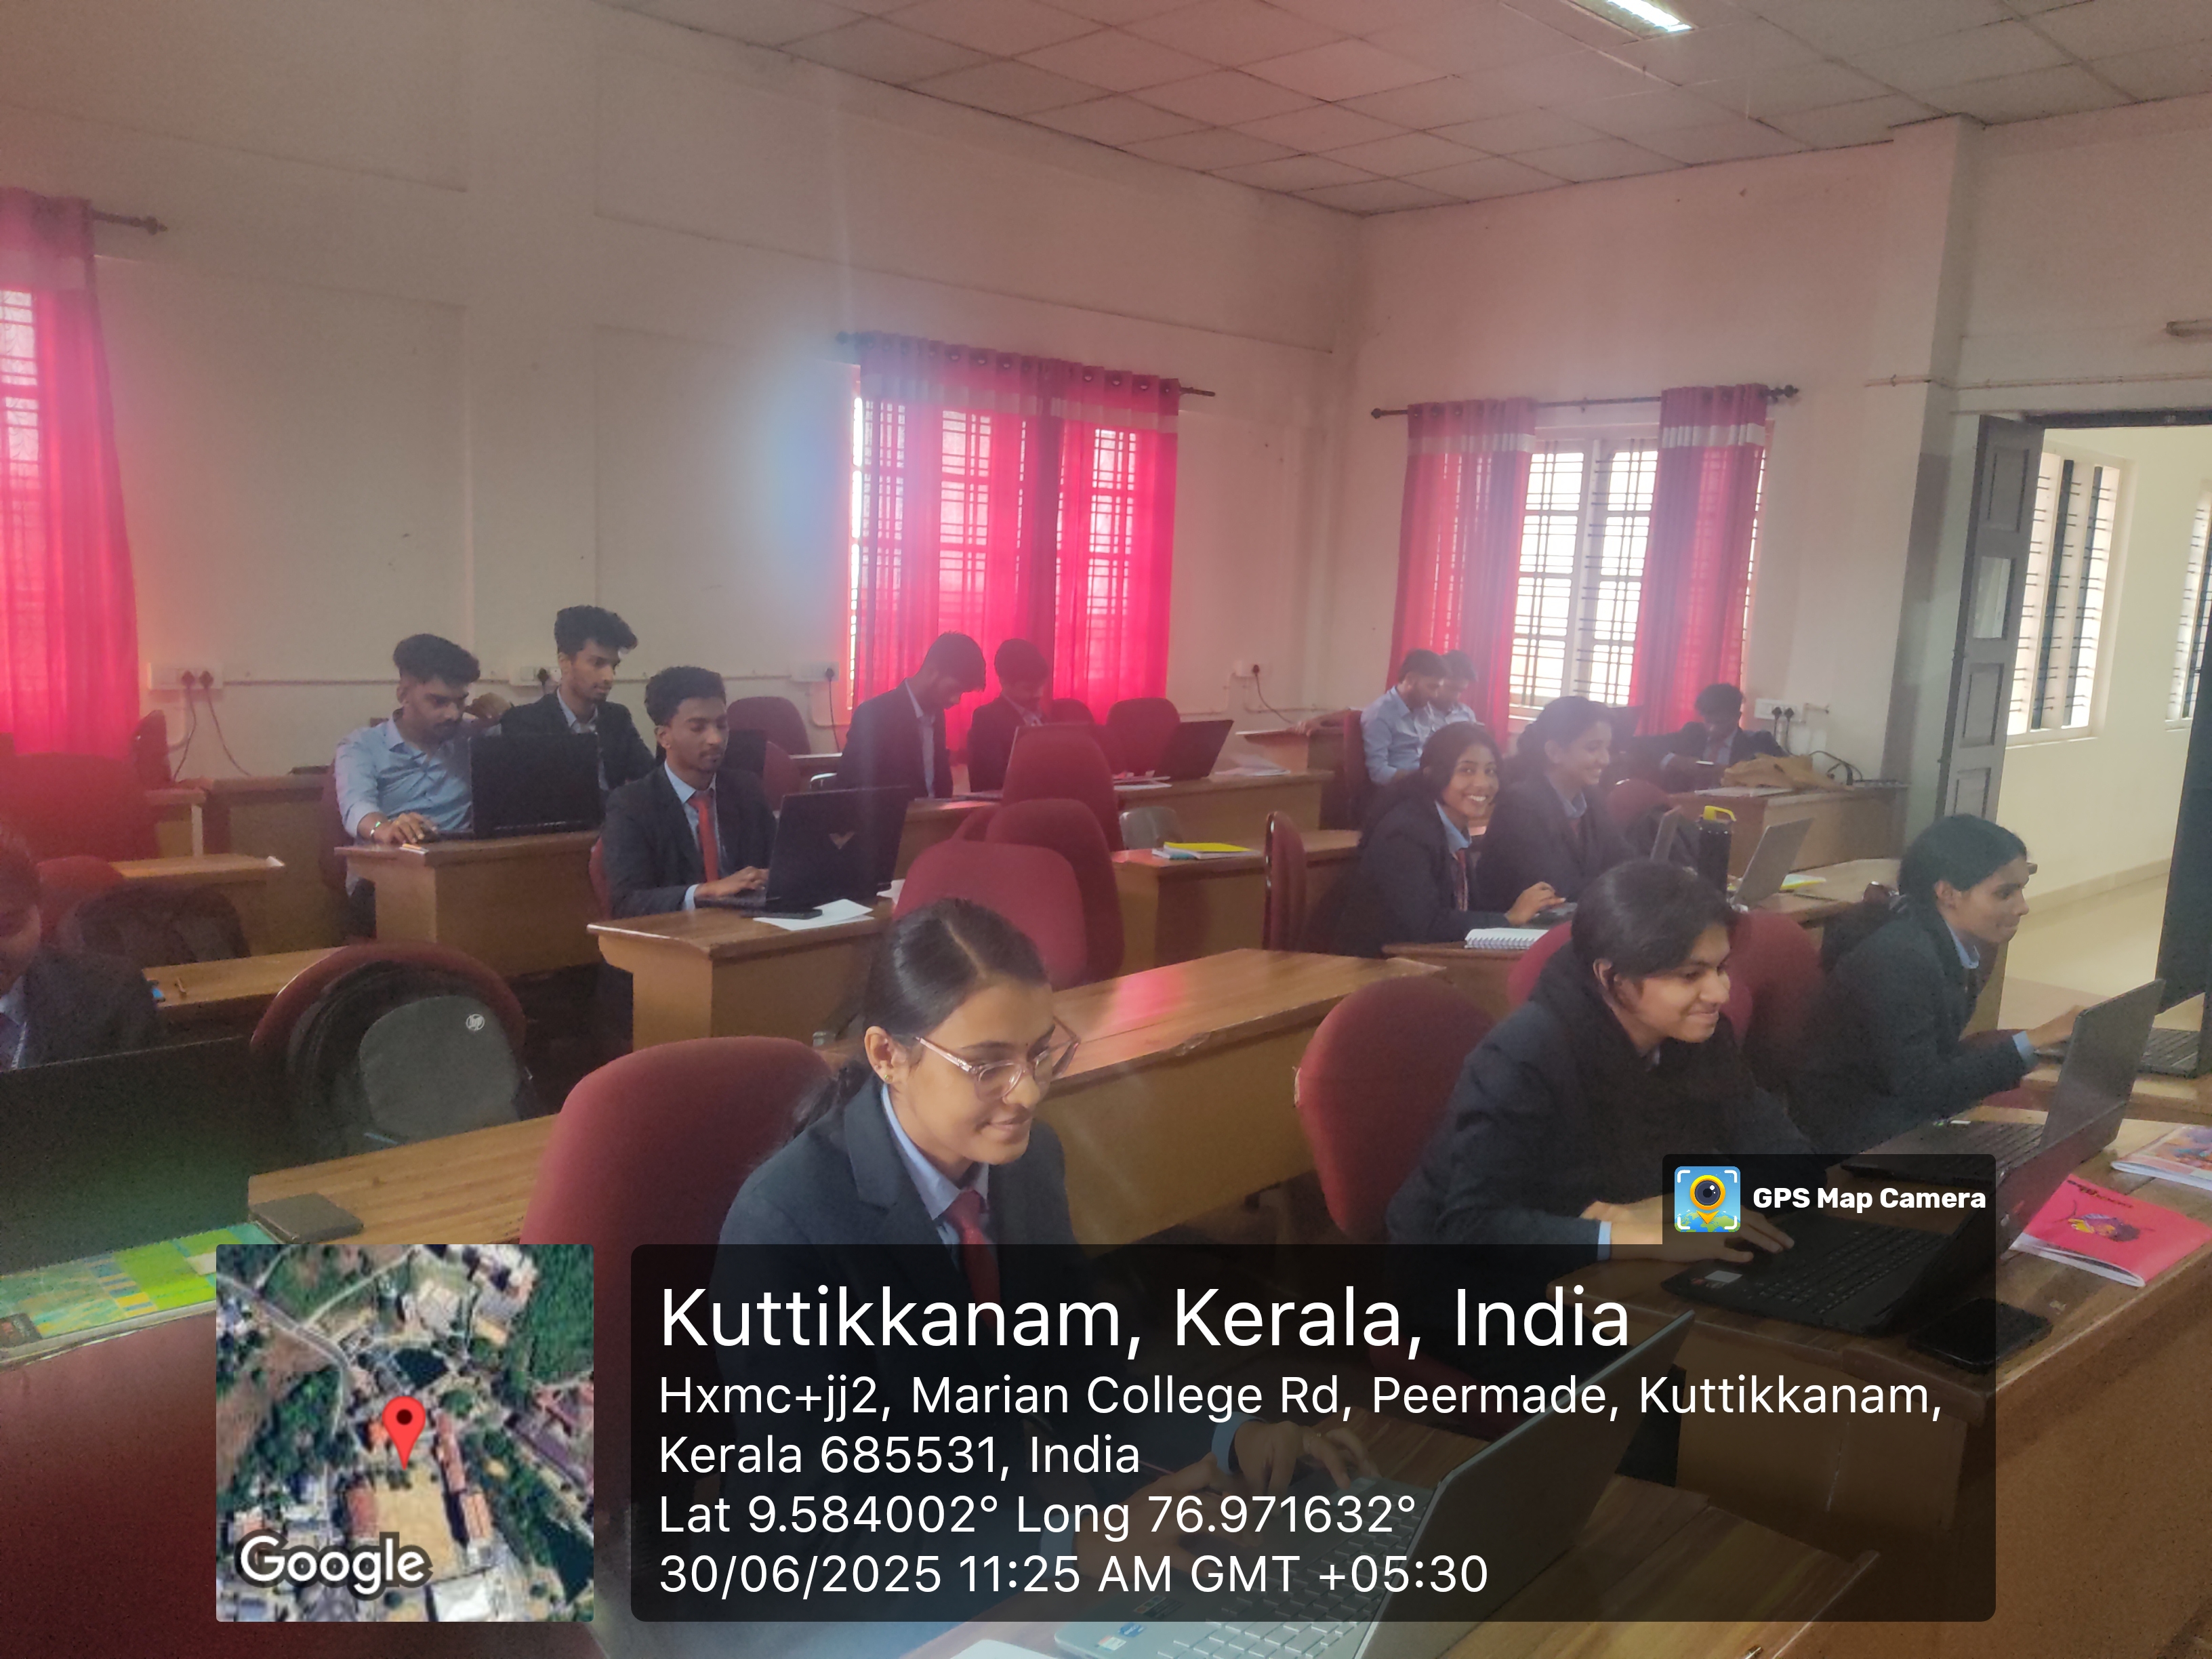 GPS Map Camera
Kuttikkanam, Kerala, India
Hxmc+jj2, Marian College Rd, Peermade, Kuttikkanam,
Kerala 685531, India
Lat 9.584002° Long 76.971632°
30/06/2025 11:25 AM GMT +05:30
Google
hp